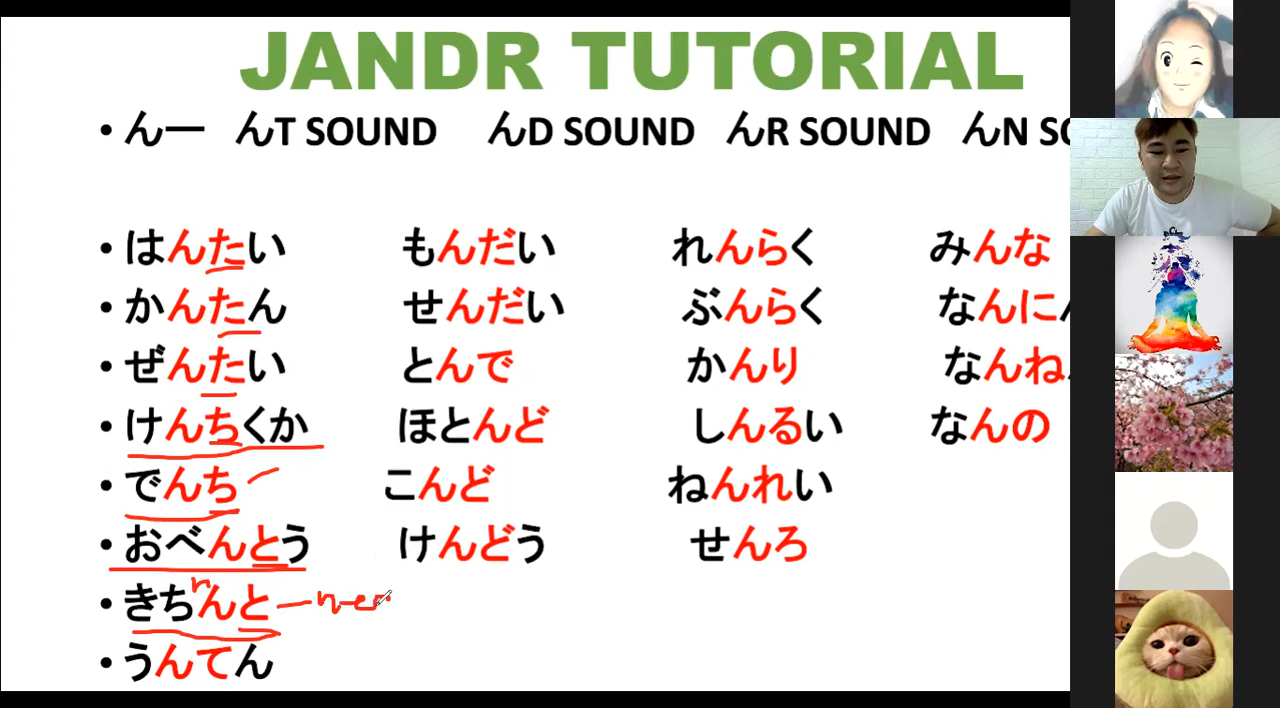 JANDR TUTORIAL
• んー んT SOUND んD SOUND んR SOUND んN
• はんたい もんだい れんらく みんな
• かんたん せんだい ぶんらく なんに
• ぜんたい とんで かんり なんね
• けんちくか ほとんど しんるい なんの
• でんち こんど ねんれい
• おべんとう けんどう せんろ
n
• きちんと
• うんてん